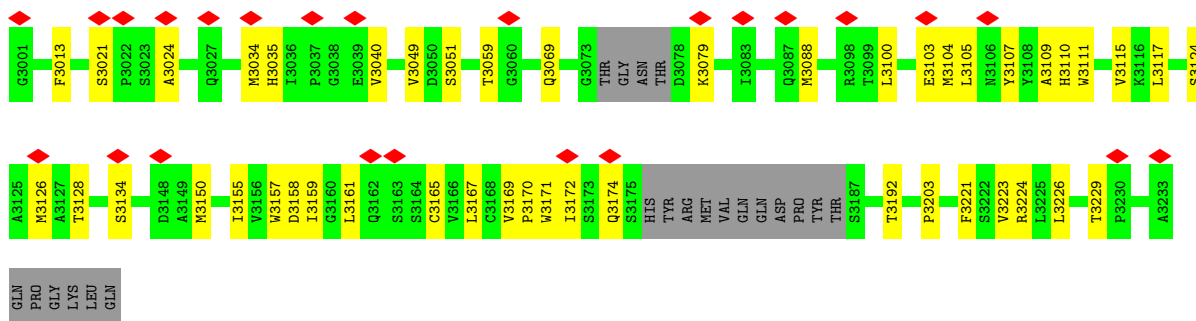 G3001 F3013 S3021 P3022 S3023 A3024 Q3027 M3034 H3035 I3036 P3037 G3038 E3039 V3040 V3049 D3050 S3051 T3059 G3060 Q3069 G3073 THR GLY ASN THR D3078 K3079 I3083 Q3087 M3088 R3098 T3099 L3100 E3103 M3104 L3105 N3106 Y3107 Y3108 A3109 H3110 W3111 V3115 K3116 L3117
A3125 M3126 A3127 T3128 S3134 D3148 A3149 M3150 I3155 V3156 W3157 D3158 I3159 G3160 L3161 Q3162 S3163 S3164 C3165 V3166 L3167 C3168 V3169 P3170 W3171 I3172 S3173 Q3174 S3175 HIS TYR ARG MET VAL GLN GLN ASP PRO TYR THR S3187 T3192 P3203 F3221 S3222 V3223 R3224 L3225 L3226 T3229 P3230 A3233
GLN PRO GLY LYS LEU GLN